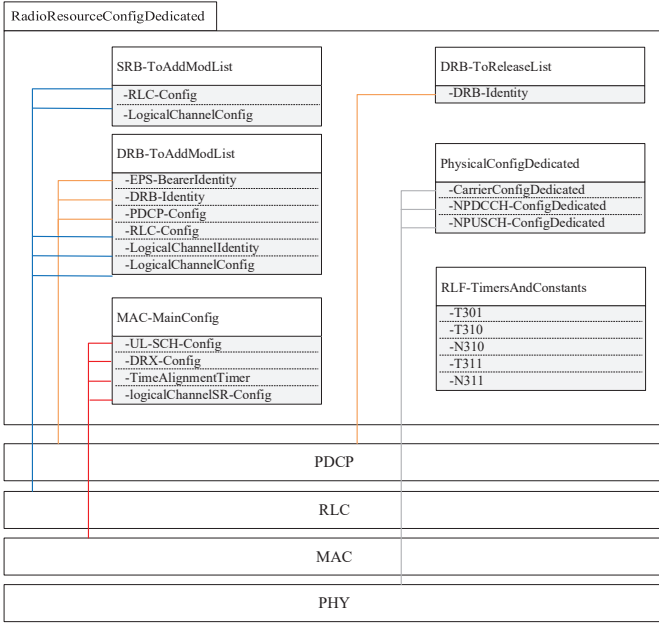 RadioResourceConfigDedicated
SRB-ToAddModList
-RLC-Config
-LogicalChannelConfig
DRB-ToAddModList
-EPS-BearerIdentity
-DRB-Identity
-PDCP-Config
-RLC-Config
-LogicalChannelIdentity
-LogicalChannelConfig
MAC-MainConfig
-UL-SCH-Config
-DRX-Config
-TimeAlignmentTimer
-logicalChannelSR-Config
DRB-ToReleaseList
-DRB-Identity
PhysicalConfigDedicated
-CarrierConfigDedicated
-NPDCCH-ConfigDedicated
-NPUSCH-ConfigDedicated
RLF-TimersAndConstants
-T301
-T310
-N310
-T311
-N311
PDCP
RLC
MAC
PHY